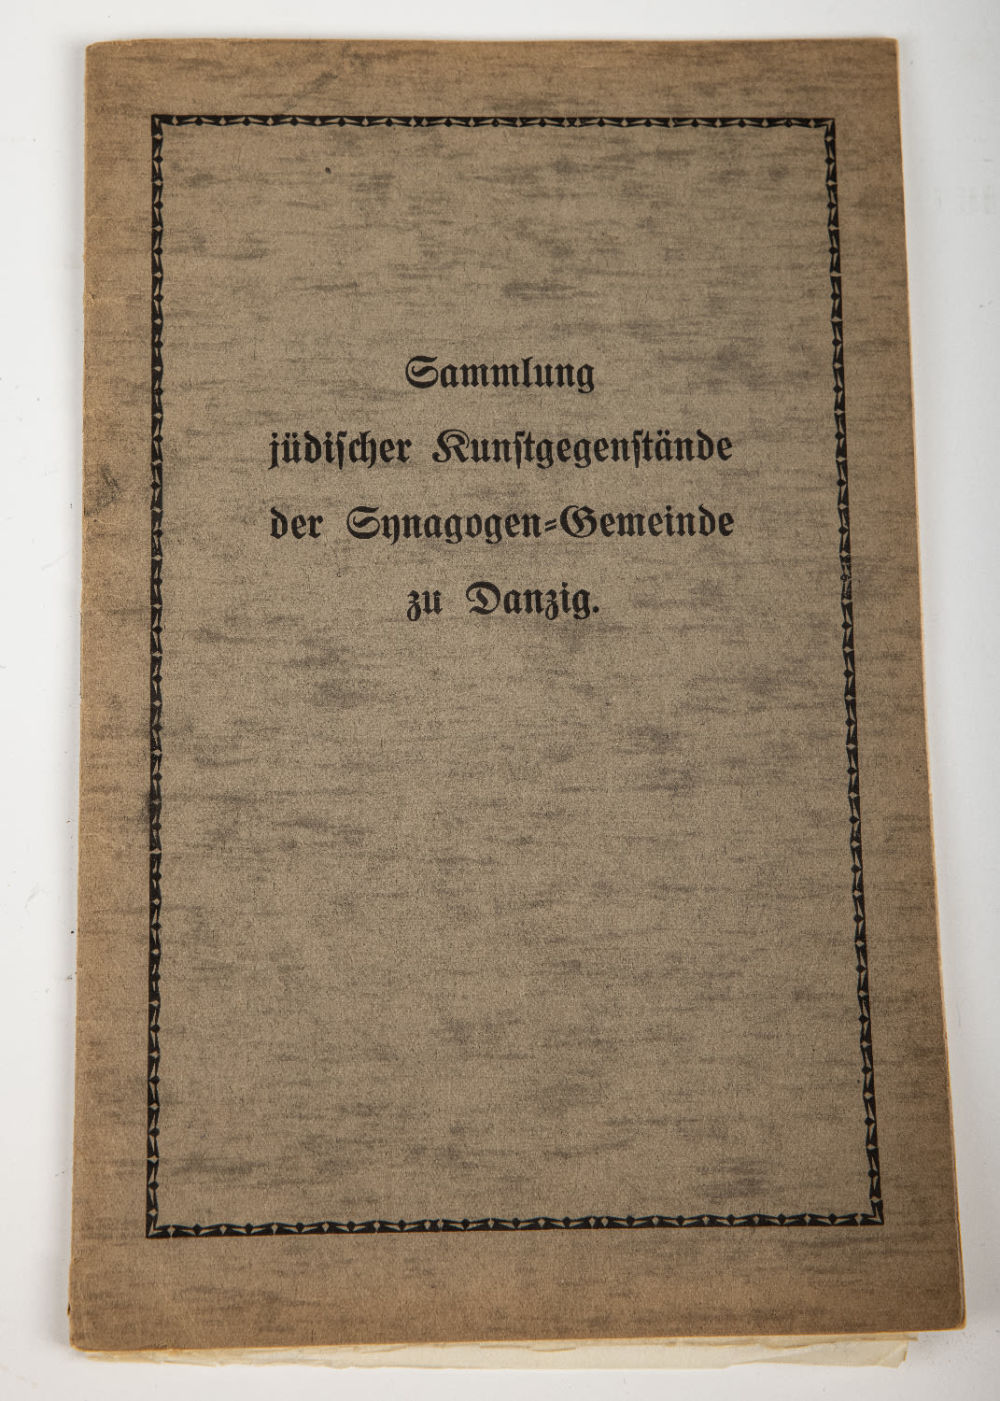 Sammlung
jüdiſcher Kunſtgegenſtände
der Synagogen=Gemeinde
zu Danzig.